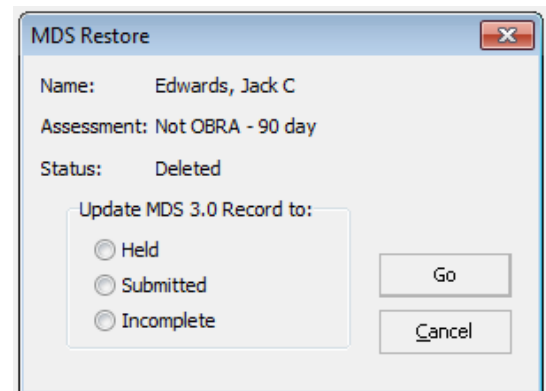 MDS Restore
Name: Edwards, Jack C
Assessment: Not OBRA - 90 day
Status: Deleted
Update MDS 3.0 Record to:
Held
Submitted
Incomplete
Go
Cancel